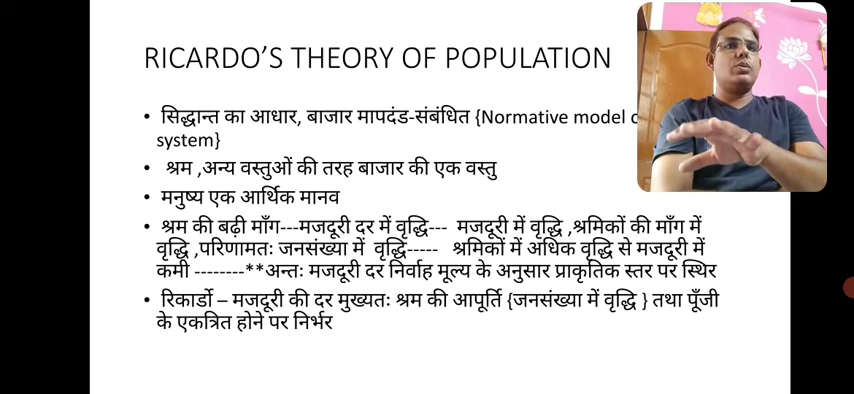 RICARDO’S THEORY OF POPULATION
• सिद्धान्त का आधार, बाजार मापदंड-संबंधित {Normative model
system}
• श्रम ,अन्य वस्तुओं की तरह बाजार की एक वस्तु
• मनुष्य एक आर्थिक मानव
• श्रम की बढ़ी माँग---मजदूरी दर में वृद्धि--- मजदूरी में वृद्धि ,श्रमिकों की माँग में
वृद्धि ,परिणामतः जनसंख्या में वृद्धि----- श्रमिकों में अधिक वृद्धि से मजदूरी में
कमी --------**अन्तः मजदूरी दर निर्वाह मूल्य के अनुसार प्राकृतिक स्तर पर स्थिर
• रिकार्डो – मजदूरी की दर मुख्यतः श्रम की आपूर्ति {जनसंख्या में वृद्धि } तथा पूँजी
के एकत्रित होने पर निर्भर